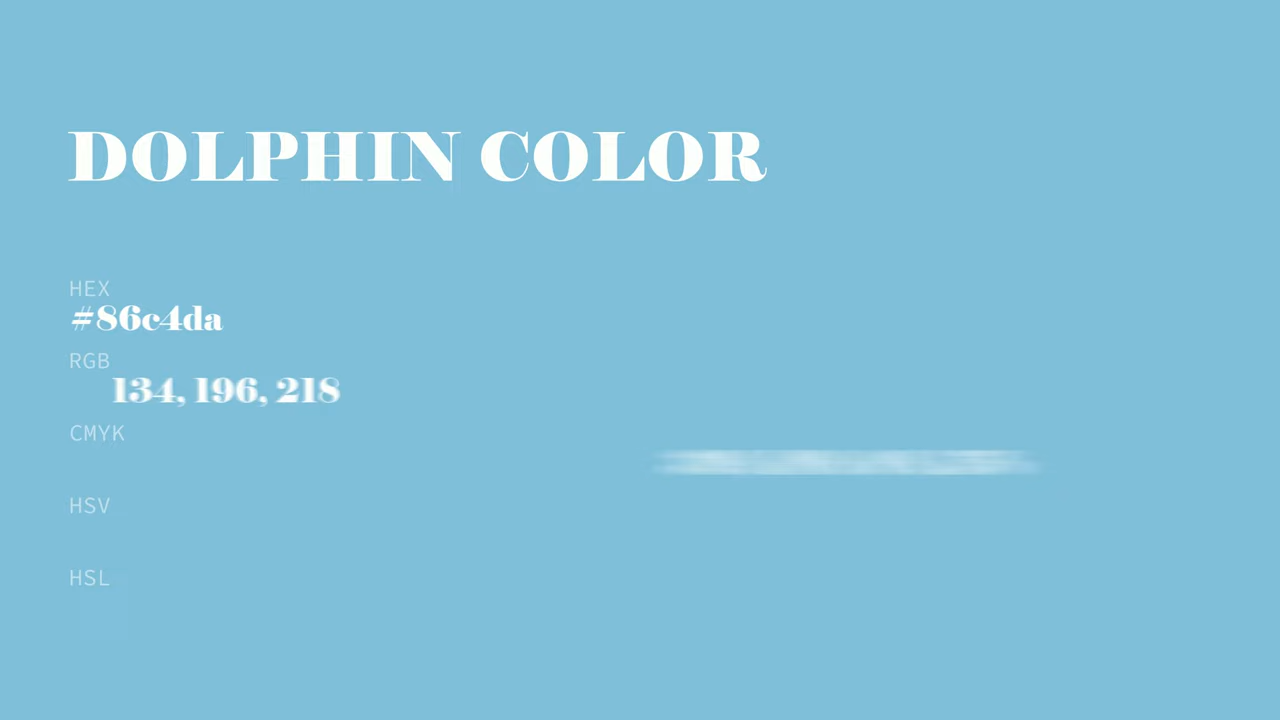 DOLPHIN COLOR
HEX
#86c4da
RGB
134, 196, 218
CMYK
HSV
HSL